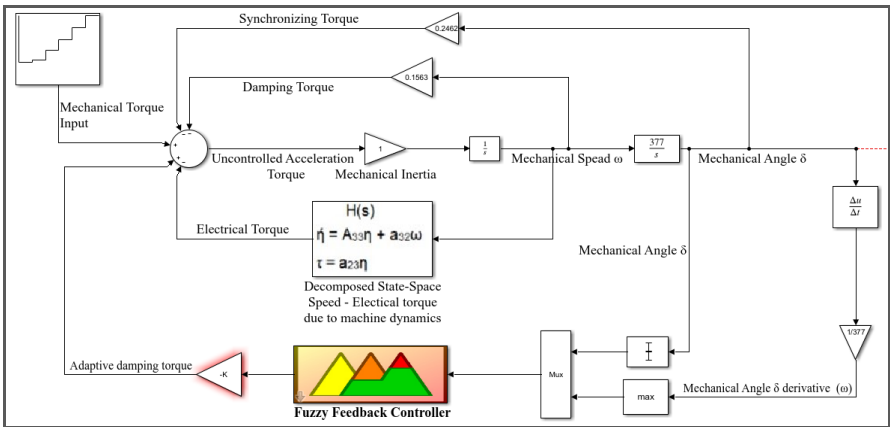 Synchronizing Torque
0.2462
0.1563
Damping Torque
Mechanical Torque
Input
- -
+
+
-
Uncontrolled Acceleration
Torque
1
Mechanical Inertia
1
s
Mechanical Spead ω
377
s
Mechanical Angle δ
Δu
Δt
H(s)
ή = A33η + a32ω
τ = a23η
Electrical Torque
Decomposed State-Space
Speed - Electical torque
due to machine dynamics
Mechanical Angle δ
1/377
Adaptive damping torque
-K
Fuzzy Feedback Controller
Mux
max
Mechanical Angle δ derivative (ω)